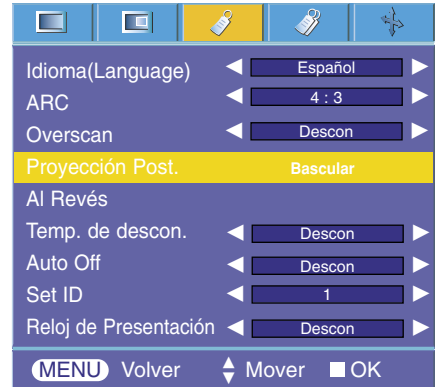 Idioma(Language) Español
ARC 4 : 3
Overscan Descon
Proyección Post. Bascular
Al Revés
Temp. de descon. Descon
Auto Off Descon
Set ID 1
Reloj de Presentación Descon
MENU Volver Mover OK